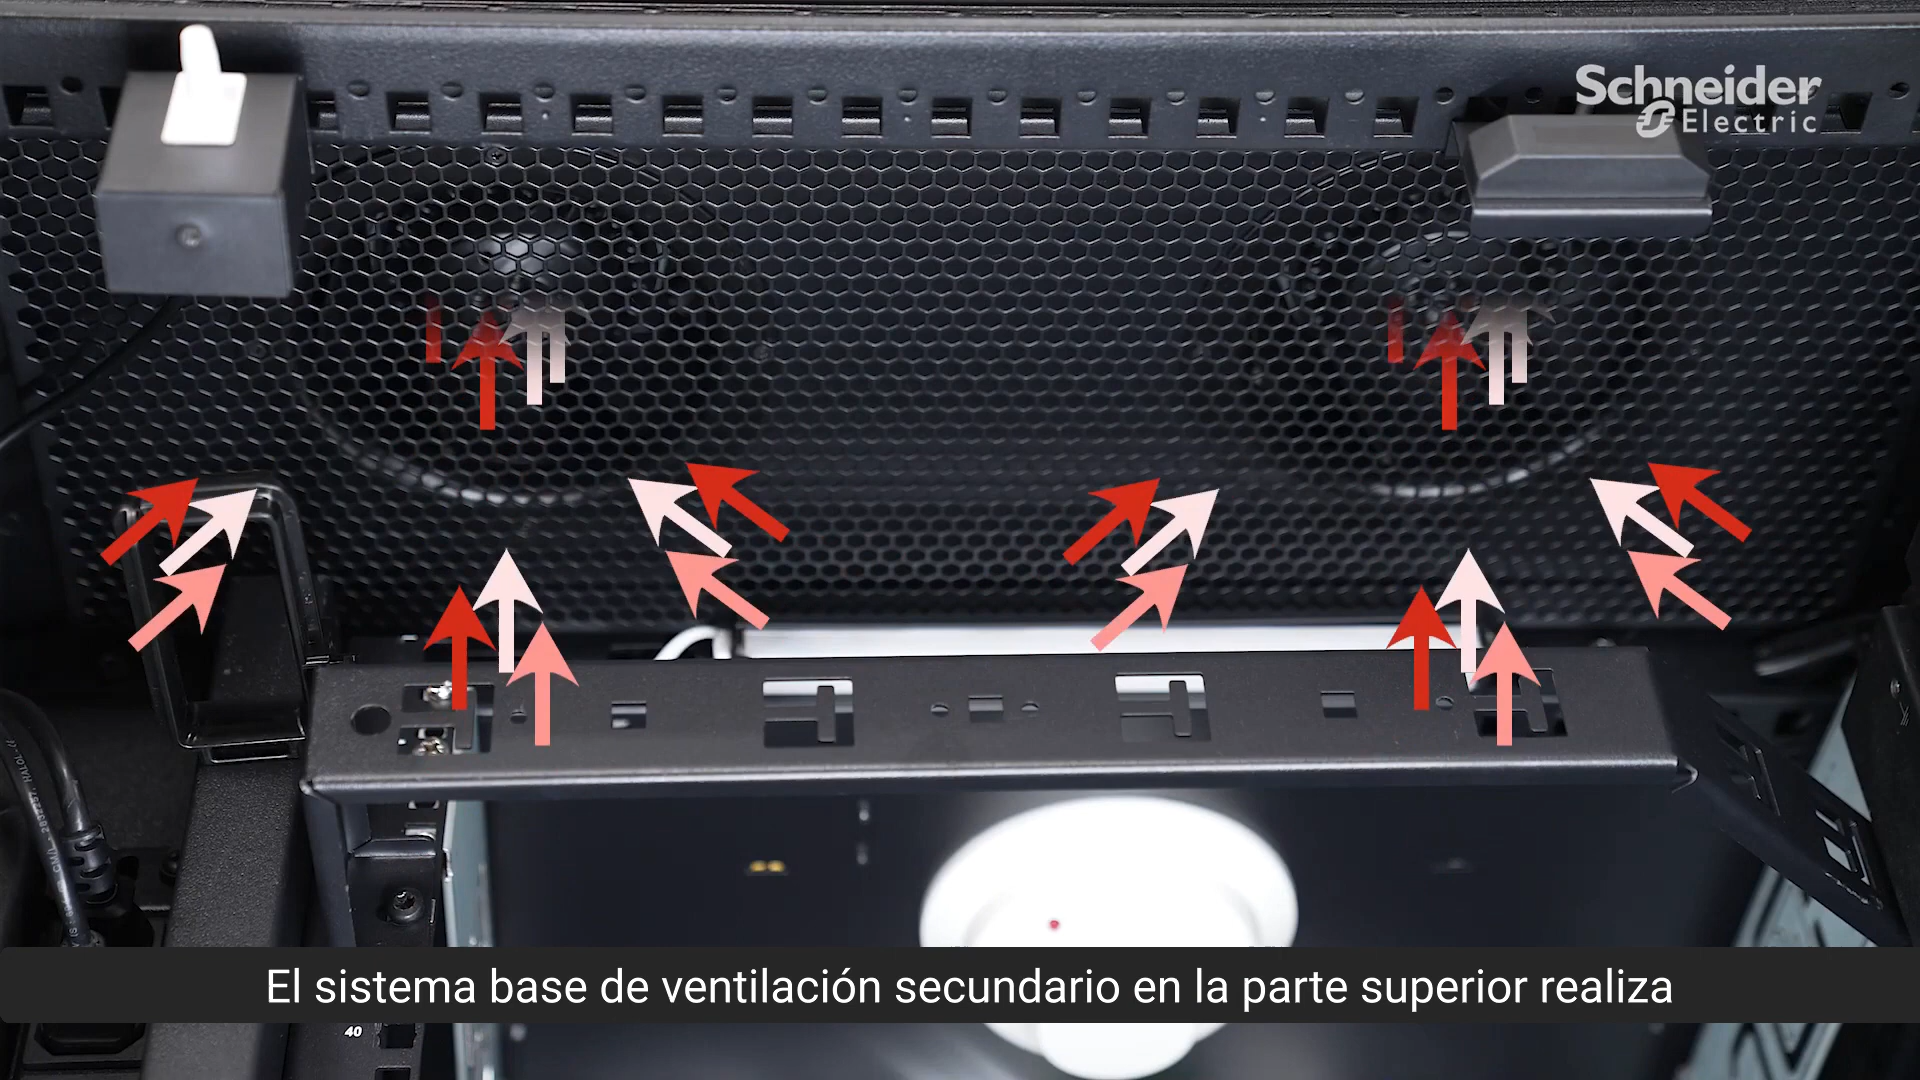 Schneider
Electric
El sistema base de ventilación secundario en la parte superior realiza
40